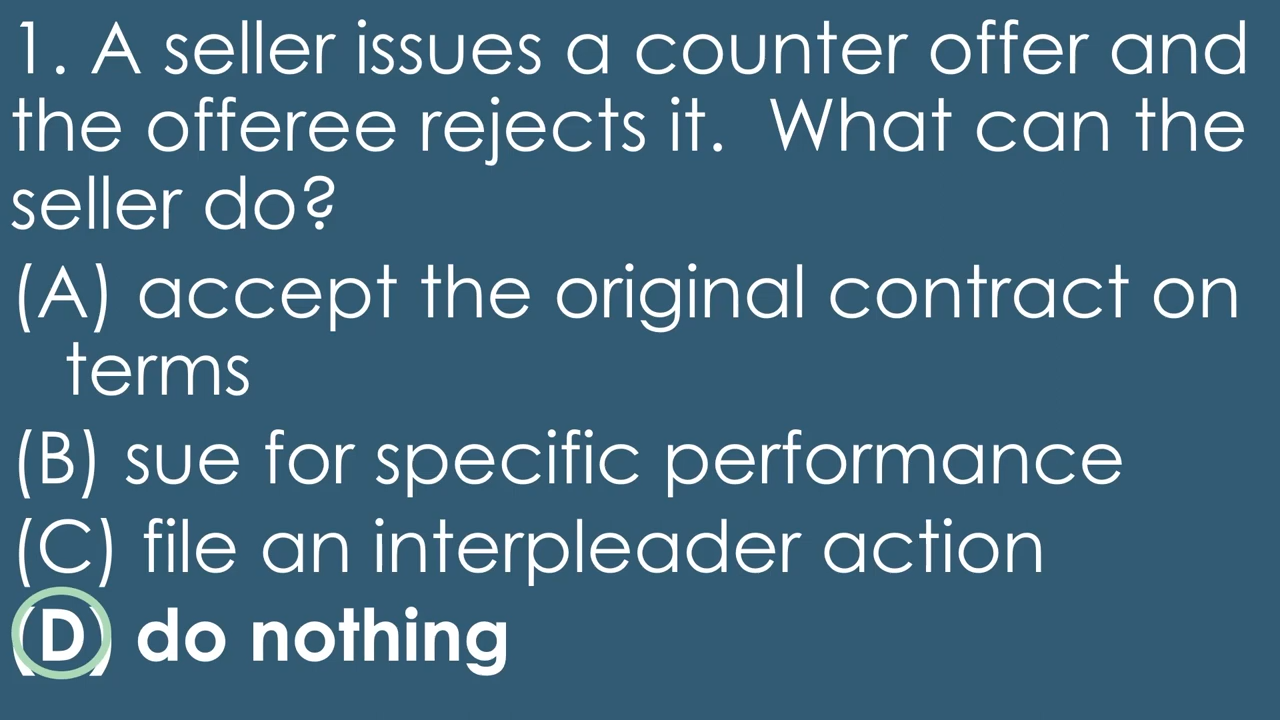 1. A seller issues a counter offer and
the offeree rejects it.  What can the
seller do?
(A) accept the original contract on
terms
(B) sue for specific performance
(C) file an interpleader action
(D) do nothing